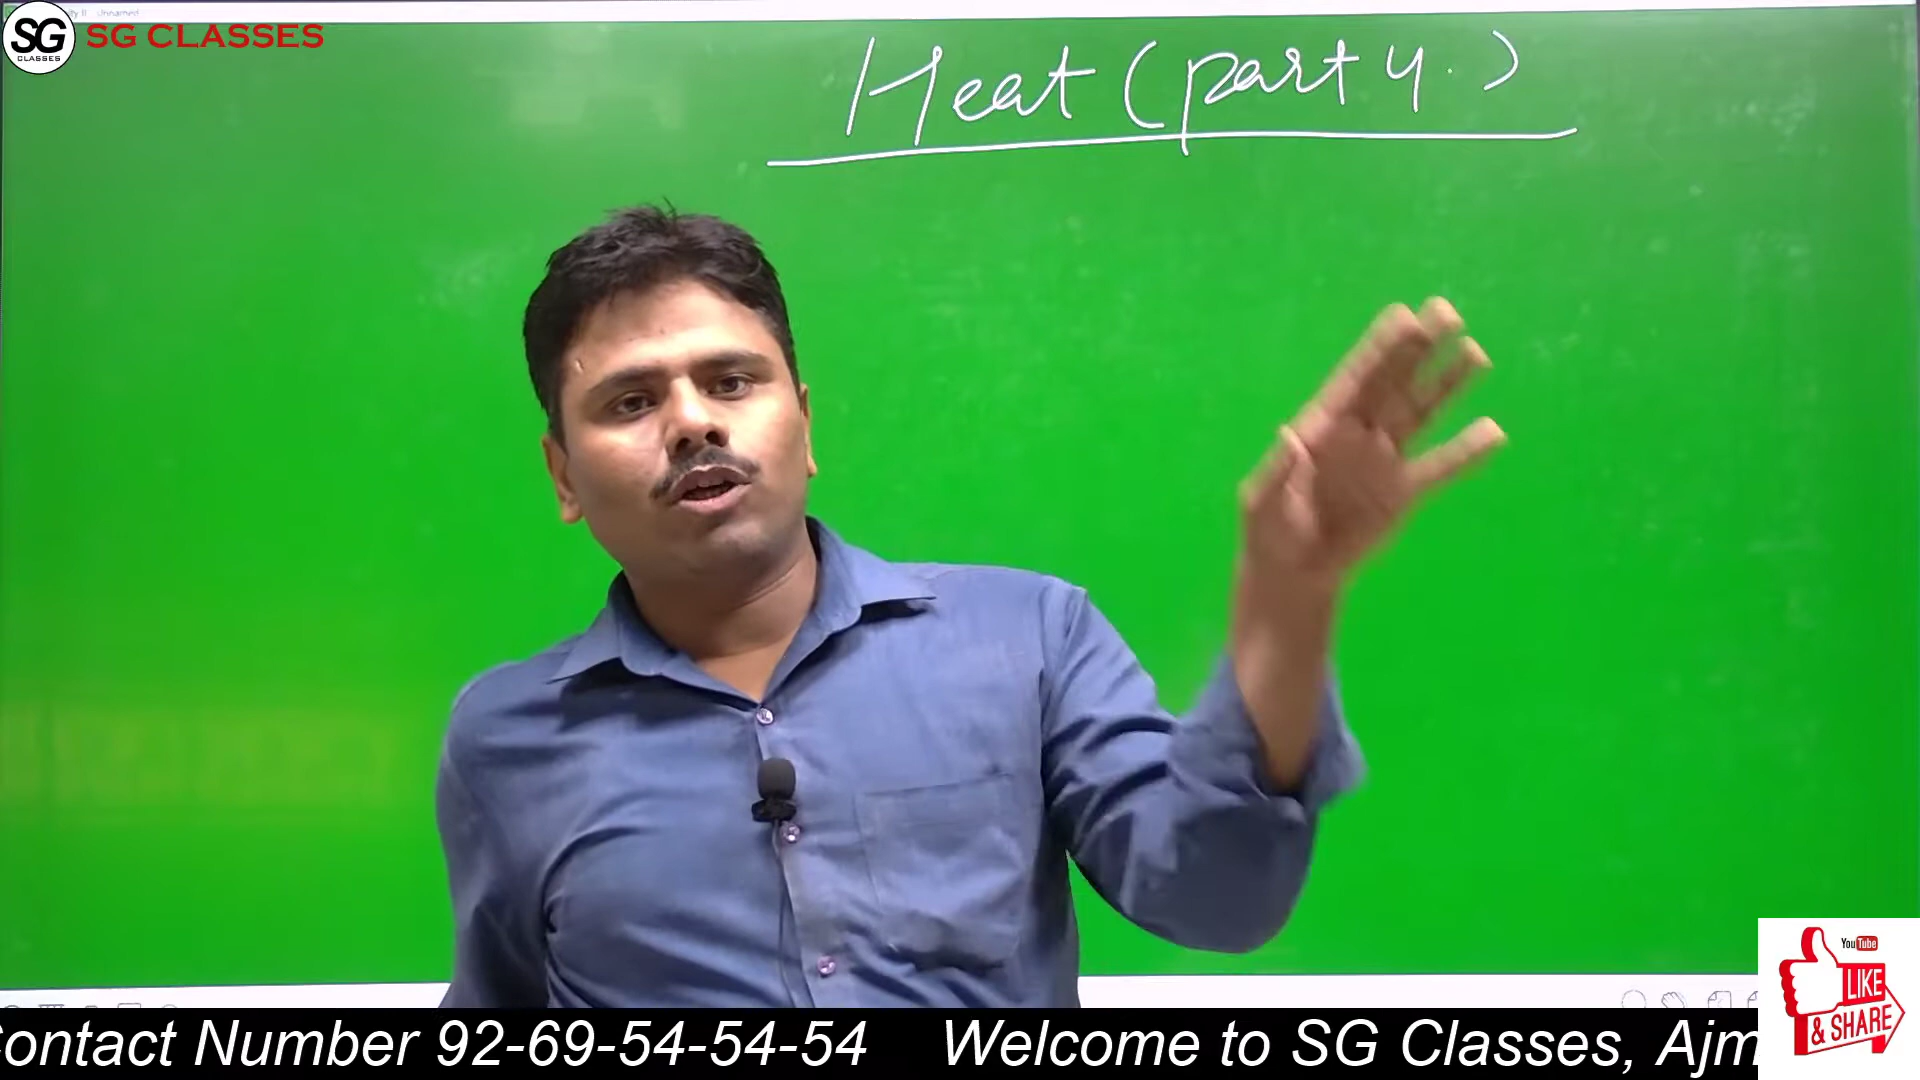 SG CLASSES
SG CLASSES
Heat (part 4.)
YouTube
LIKE
& SHARE
ontact Number 92-69-54-54-54 Welcome to SG Classes, Ajm